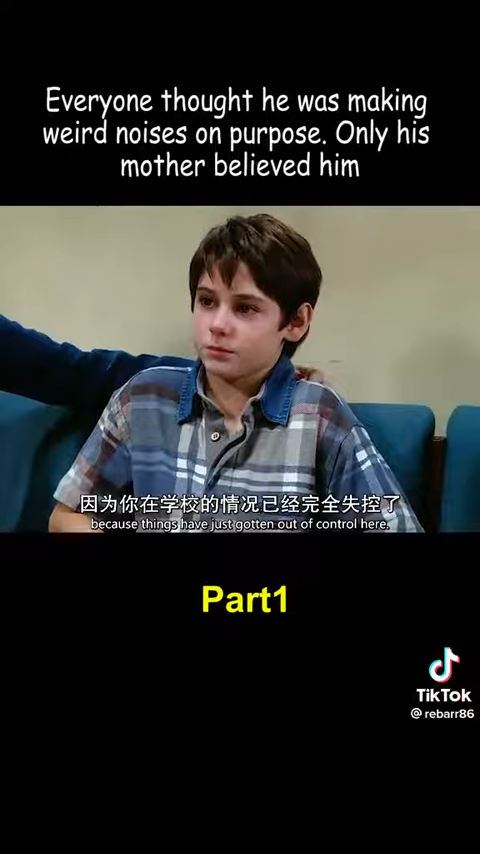 Everyone thought he was making
weird noises on purpose. Only his
mother believed him
因为你在学校的情况已经完全失控了
because things have just gotten out of control here.
Part1
TikTok
@rebarr86